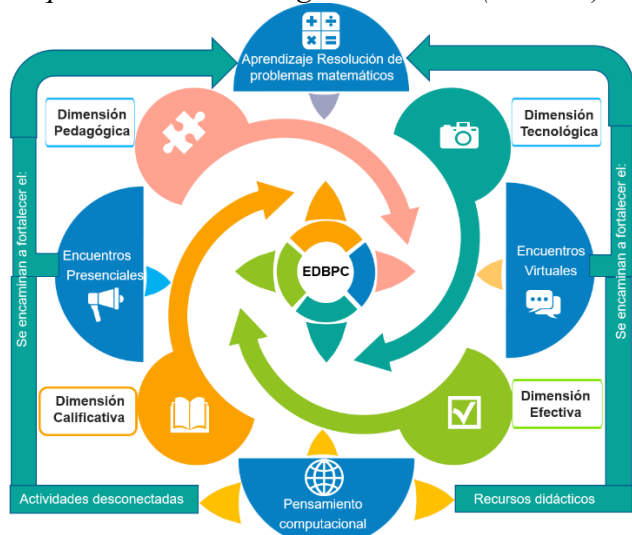 Aprendizaje Resolución de
problemas matemáticos
Dimensión
Pedagógica
Dimensión
Tecnológica
Se encaminan a fortalecer el:
Encuentros
Presenciales
EDBPC
Encuentros
Virtuales
Se encaminan a fortalecer el:
Dimensión
Calificativa
Dimensión
Efectiva
Actividades desconectadas
Pensamiento
computacional
Recursos didácticos